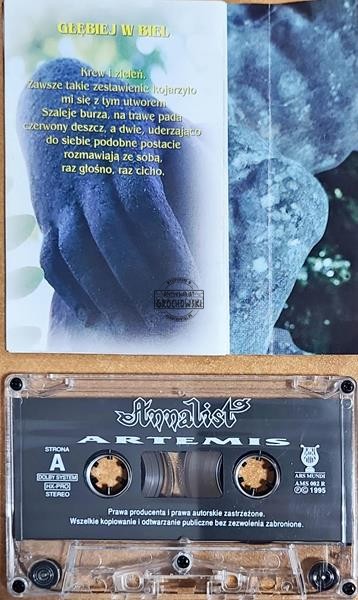 GŁĘBIEJ W BIEL
Krew i zieleń.
Zawsze takie zestawienie kojarzyło
mi się z tym utworem.
Szaleje burza, na trawę pada
czerwony deszcz, a dwie, uderzająco
do siebie podobne postacie
rozmawiają ze sobą,
raz głośno, raz cicho.
GROCHOWSKI
Annalist
ARTEMIS
STRONA
A
DOLBY SYSTEM
HX-PRO
STEREO
ARS MUNDI
AMS 002 R
Ⓟ© 1995
Prawa producenta i prawa autorskie zastrzeżone.
Wszelkie kopiowanie i odtwarzanie publiczne bez zezwolenia zabronione.